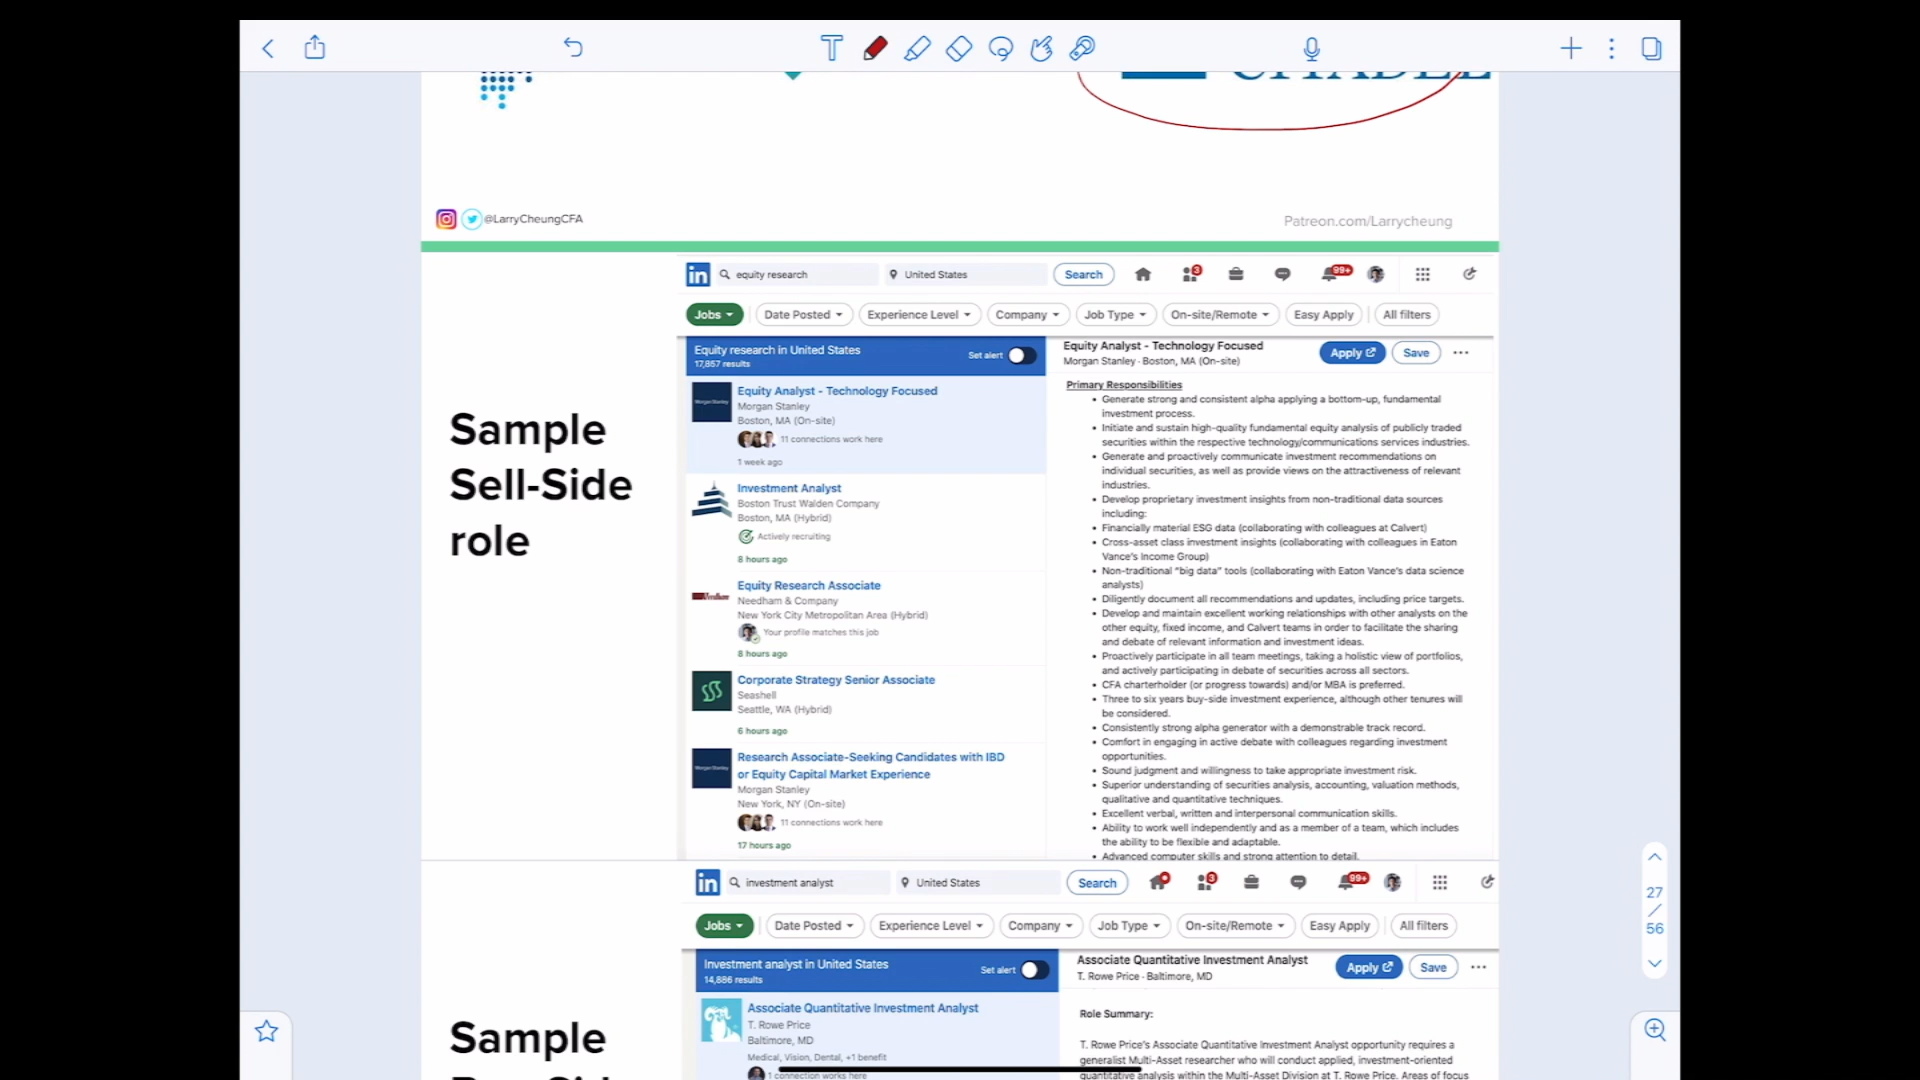 @LarryCheungCFA
Patreon.com/Larrycheung
Sample
Sell-Side
role
in
equity research
United States
Search
3
99+
Jobs
Date Posted
Experience Level
Company
Job Type
On-site/Remote
Easy Apply
All filters
Equity research in United States
17,857 results
Set alert
Equity Analyst - Technology Focused
Morgan Stanley
Boston, MA (On-site)
11 connections work here
1 week ago
Investment Analyst
Boston Trust Walden Company
Boston, MA (Hybrid)
Actively recruiting
8 hours ago
Needham
Equity Research Associate
Needham & Company
New York City Metropolitan Area (Hybrid)
Your profile matches this job
8 hours ago
Corporate Strategy Senior Associate
Seashell
Seattle, WA (Hybrid)
6 hours ago
Research Associate-Seeking Candidates with IBD
or Equity Capital Market Experience
Morgan Stanley
New York, NY (On-site)
11 connections work here
17 hours ago
Equity Analyst - Technology Focused
Morgan Stanley · Boston, MA (On-site)
Apply
Save
Primary Responsibilities
• Generate strong and consistent alpha applying a bottom-up, fundamental
investment process.
• Initiate and sustain high-quality fundamental equity analysis of publicly traded
securities within the respective technology/communications services industries.
• Generate and proactively communicate investment recommendations on
individual securities, as well as provide views on the attractiveness of relevant
industries.
• Develop proprietary investment insights from non-traditional data sources
including:
• Financially material ESG data (collaborating with colleagues at Calvert)
• Cross-asset class investment insights (collaborating with colleagues in Eaton
Vance's Income Group)
• Non-traditional "big data" tools (collaborating with Eaton Vance's data science
analysts)
• Diligently document all recommendations and updates, including price targets.
• Develop and maintain excellent working relationships with other analysts on the
other equity, fixed income, and Calvert teams in order to facilitate the sharing
and debate of relevant information and investment ideas.
• Proactively participate in all team meetings, taking a holistic view of portfolios,
and actively participating in debate of securities across all sectors.
• CFA charterholder (or progress towards) and/or MBA is preferred.
• Three to six years buy-side investment experience, although other tenures will
be considered.
• Consistently strong alpha generator with a demonstrable track record.
• Comfort in engaging in active debate with colleagues regarding investment
opportunities.
• Sound judgment and willingness to take appropriate investment risk.
• Superior understanding of securities analysis, accounting, valuation methods,
qualitative and quantitative techniques.
• Excellent verbal, written and interpersonal communication skills.
• Ability to work well independently and as a member of a team, which includes
the ability to be flexible and adaptable.
• Advanced computer skills and strong attention to detail.
27
/
56
Sample
in
investment analyst
United States
Search
3
99+
Jobs
Date Posted
Experience Level
Company
Job Type
On-site/Remote
Easy Apply
All filters
Investment analyst in United States
14,886 results
Set alert
Associate Quantitative Investment Analyst
T. Rowe Price
Baltimore, MD
Medical, Vision, Dental, +1 benefit
1 connection works here
Associate Quantitative Investment Analyst
T. Rowe Price · Baltimore, MD
Apply
Save
Role Summary:
T. Rowe Price's Associate Quantitative Investment Analyst opportunity requires a
generalist Multi-Asset researcher who will conduct applied, investment-oriented
quantitative analysis within the Multi-Asset Division at T. Rowe Price. Areas of focus